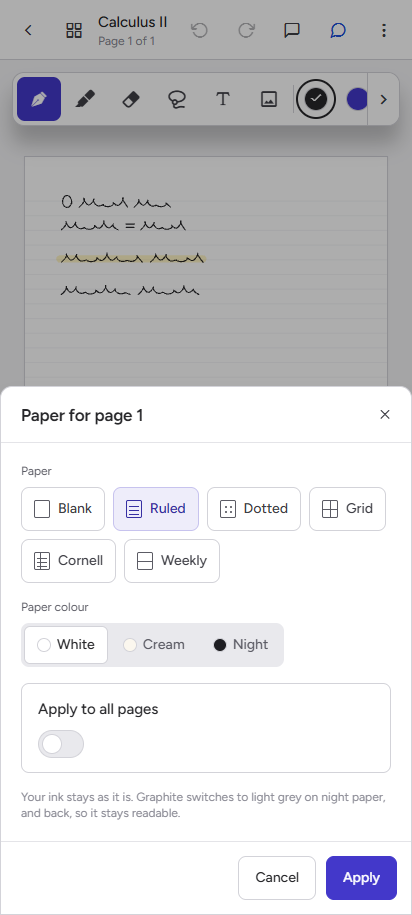 Calculus II
Page 1 of 1
T
Paper for page 1
Paper
Blank
Ruled
Dotted
Grid
Cornell
Weekly
Paper colour
White
Cream
Night
Apply to all pages
Your ink stays as it is. Graphite switches to light grey on night paper,
and back, so it stays readable.
Cancel
Apply